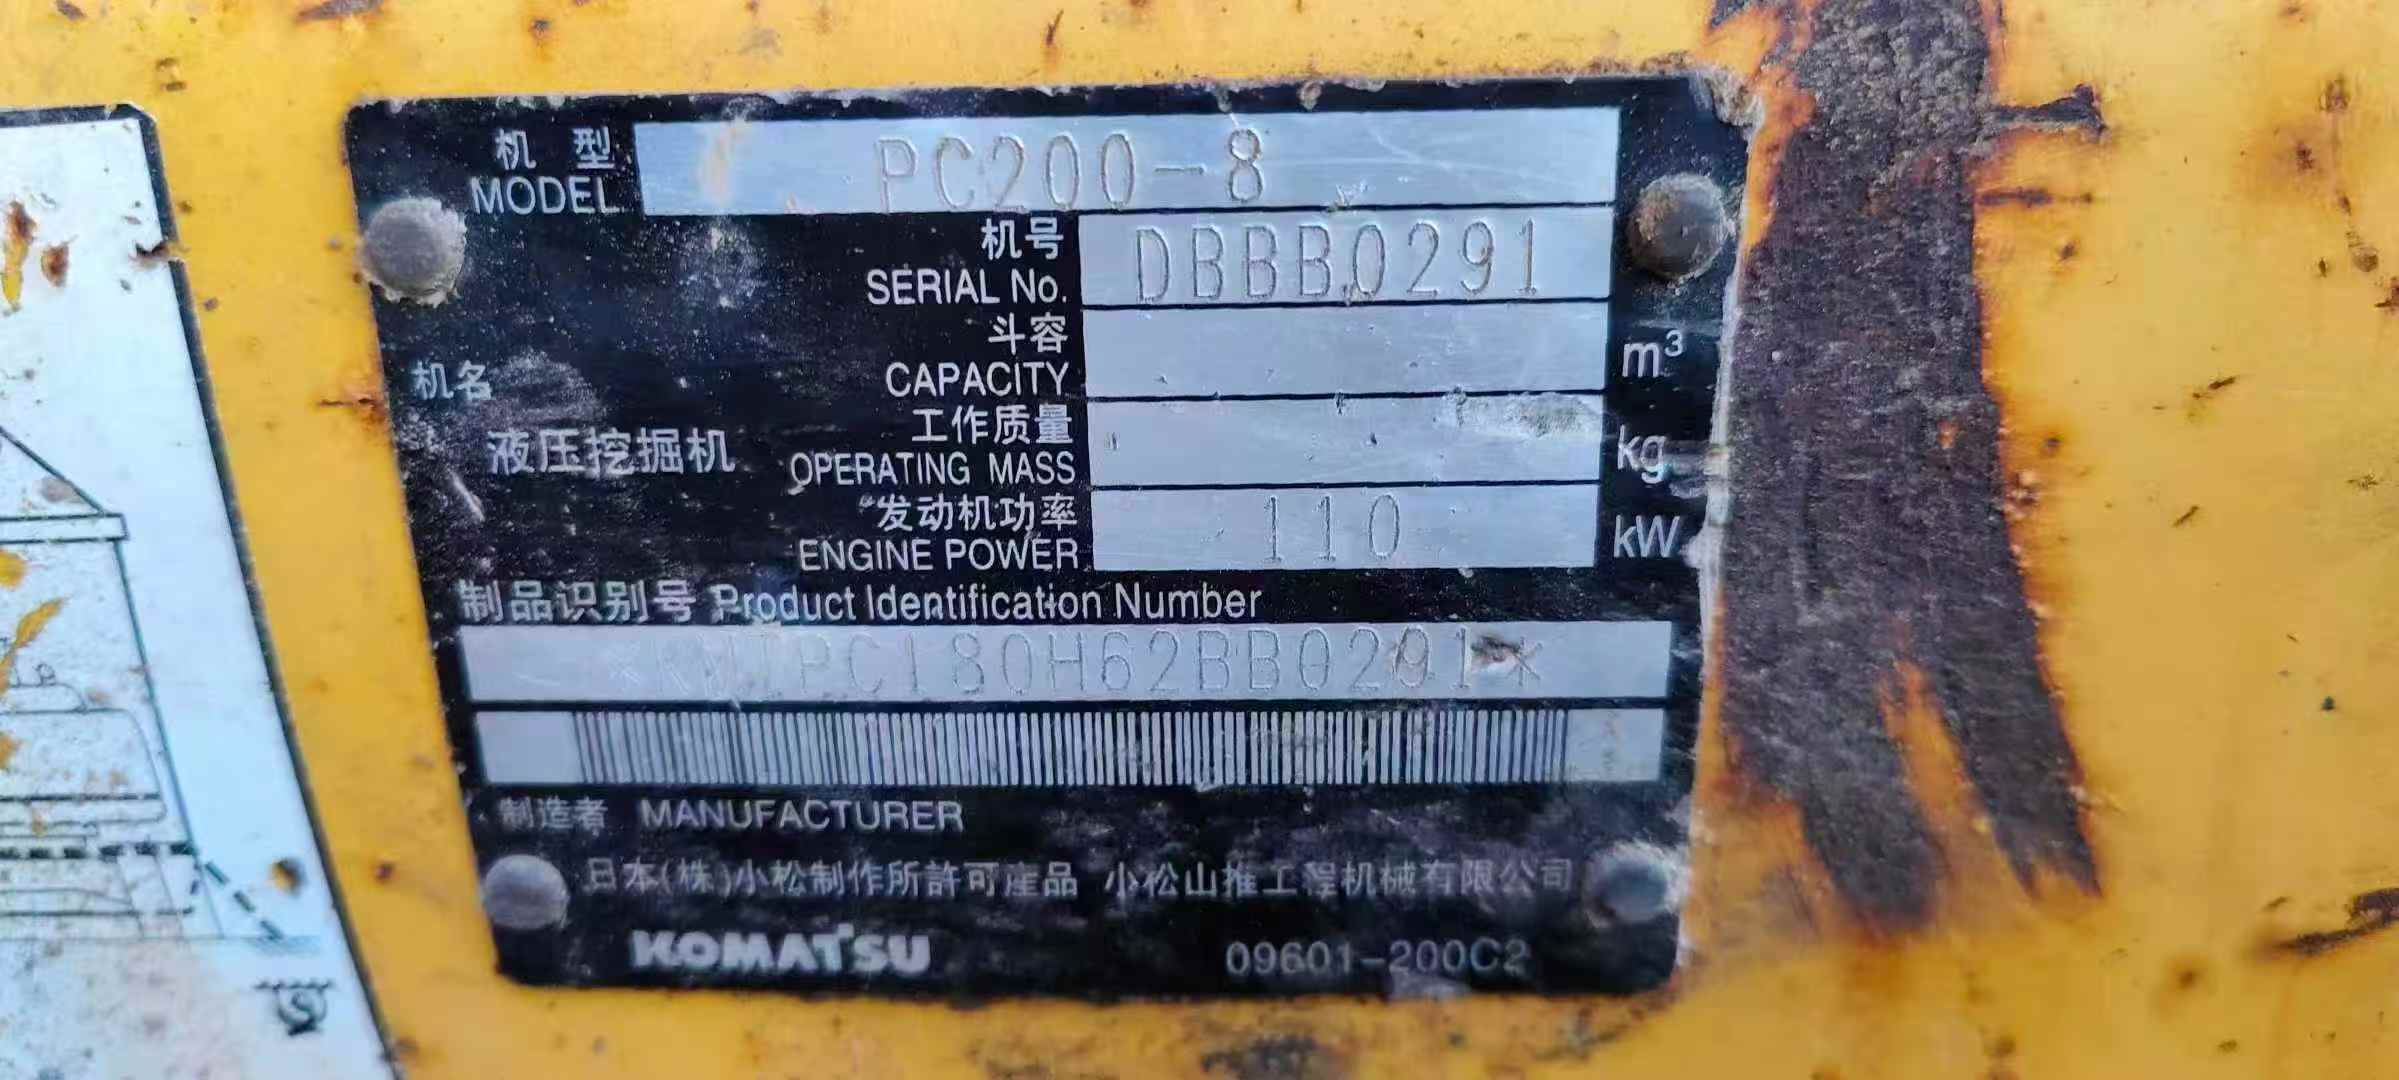 机型 PC200-8
MODEL
机号 DBBB0291
SERIAL No.
斗容 m³
CAPACITY
机名
工作质量 kg
液压挖掘机 OPERATING MASS
发动机功率 110 kW
ENGINE POWER
制品识别号 Product Identification Number
制造者 MANUFACTURER
日本(株)小松制作所許可産品 小松山推工程机械有限公司
KOMATSU 09601-200C2